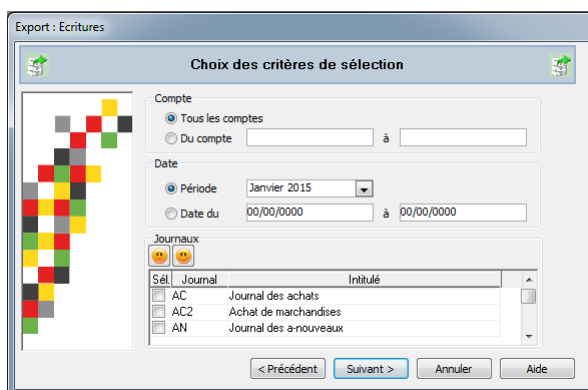 Export : Ecritures
Choix des critères de sélection
Compte
Tous les comptes
Du compte à
Date
Période Janvier 2015
Date du 00/00/0000 à 00/00/0000
Journaux
Sél. Journal Intitulé
AC Journal des achats
AC2 Achat de marchandises
AN Journal des a-nouveaux
< Précédent Suivant > Annuler Aide